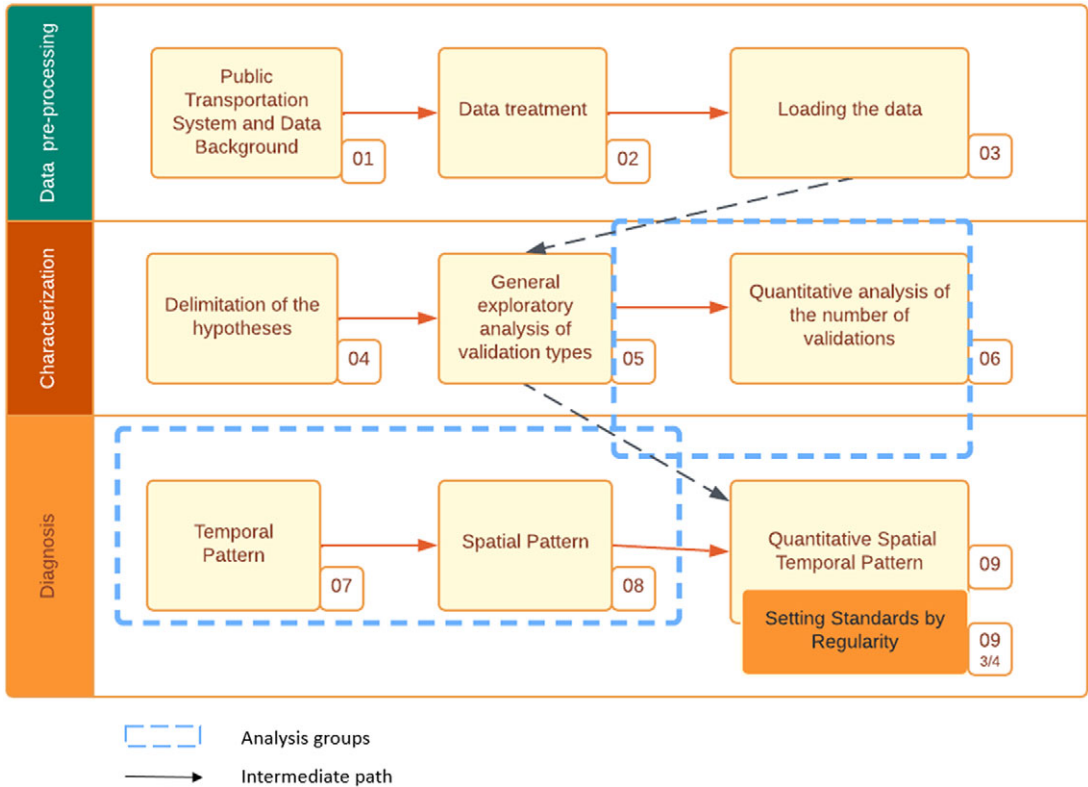 Data pre-processing
Public
Transportation
System and Data
Background
01
Data treatment
02
Loading the data
03
Characterization
Delimitation of the
hypotheses
04
General
exploratory
analysis of
validation types
05
Quantitative analysis of
the number of
validations
06
Diagnosis
Temporal
Pattern
07
Spatial Pattern
08
Quantitative Spatial
Temporal Pattern
09
Setting Standards by
Regularity
09
3/4
Analysis groups
Intermediate path